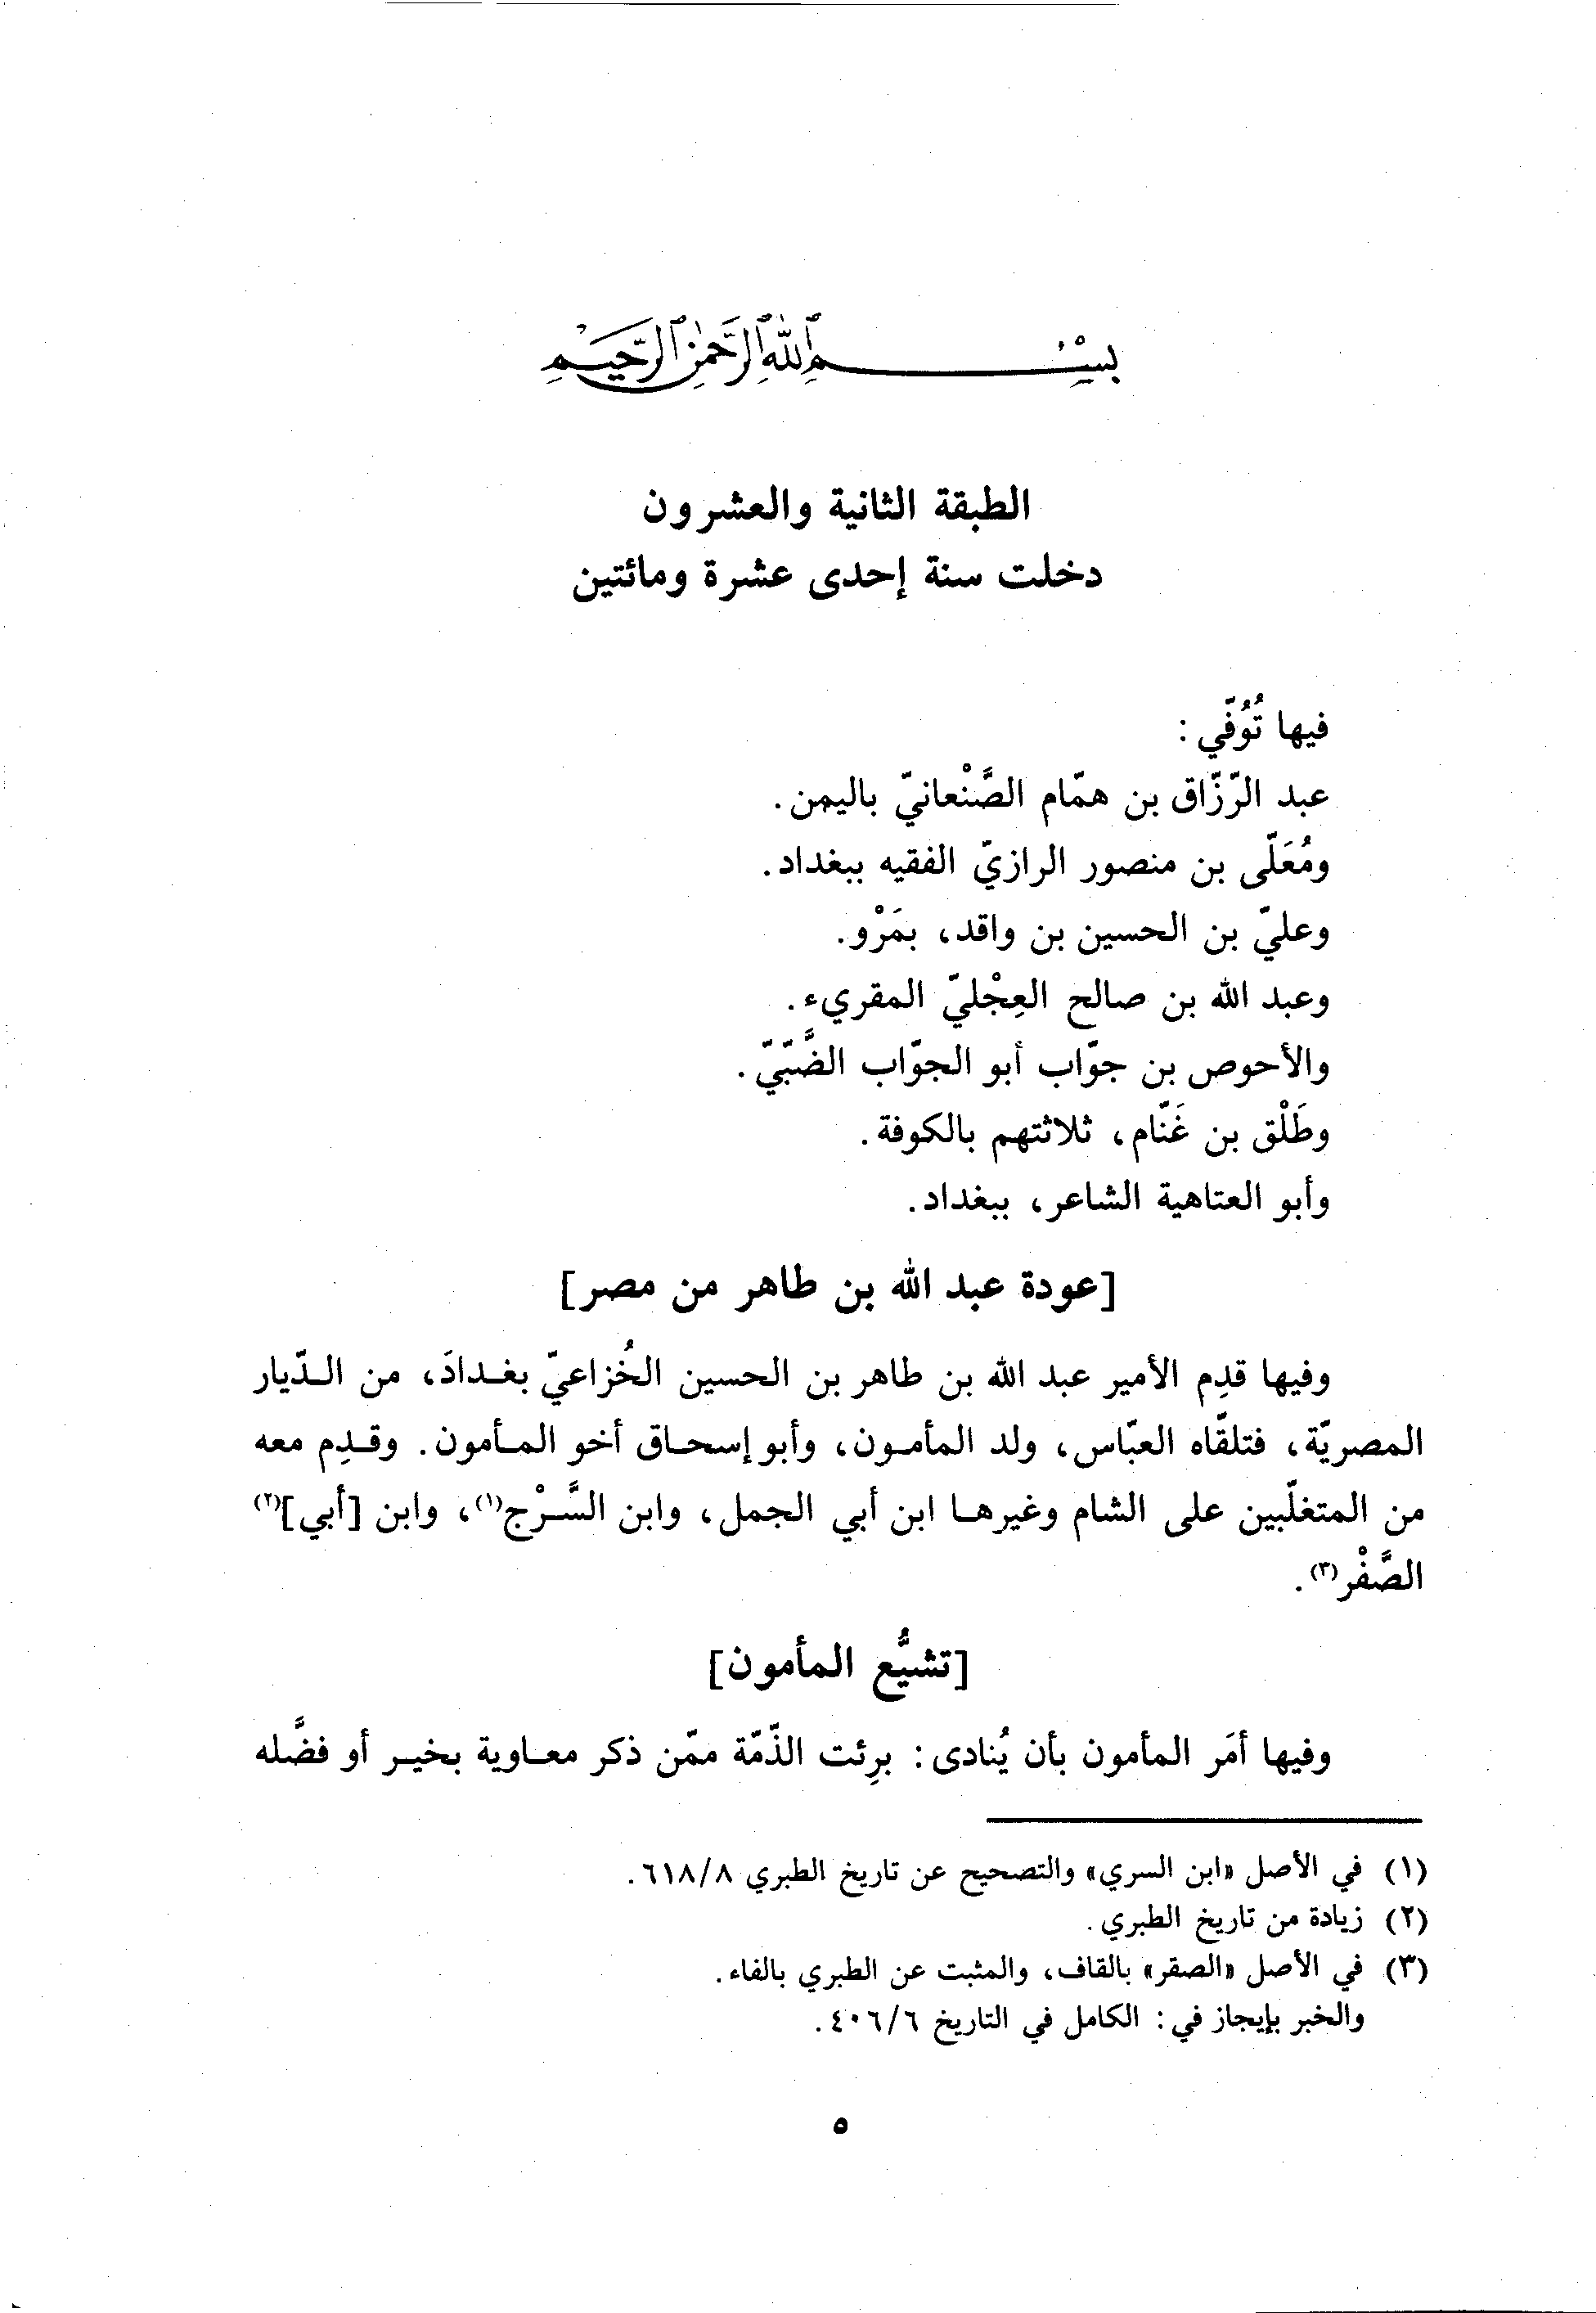 بسم الله الرحمن الرحيم
الطبقة الثانية والعشرون
دخلت سنة إحدى عشرة ومائتين
فيها تُوُفّي :
عبد الرّزّاق بن همّام الصَّنْعانيّ باليمن .
ومُعَلّى بن منصور الرازيّ الفقيه ببغداد .
وعليّ بن الحسين بن واقد، بمَرْو .
وعبد الله بن صالح العِجْليّ المقريء .
والأحوص بن جوّاب أبو الجوّاب الضَّبّيّ .
وطَلْق بن غَنّام، ثلاثتهم بالكوفة .
وأبو العتاهية الشاعر، ببغداد .
[عودة عبد الله بن طاهر من مصر]
وفيها قدِم الأمير عبد الله بن طاهر بن الحسين الخُزاعيّ بغدادَ، من الدّيار
المصريّة، فتلقّاه العبّاس، ولد المأمون، وأبو إسحاق أخو المأمون . وقدِم معه
من المتغلّبين على الشام وغيرها ابن أبي الجمل، وابن السَّرْج(١)، وابن [أبي](٢)
الصَّفْر(٣) .
[تشيُّع المأمون]
وفيها أمَر المأمون بأن يُنادى : برِئت الذّمّة ممّن ذكر معاوية بخير أو فضَّله
(١) في الأصل «ابن السري» والتصحيح عن تاريخ الطبري ٦١٨/٨ .
(٢) زيادة من تاريخ الطبري .
(٣) في الأصل «الصقر» بالقاف، والمثبت عن الطبري بالفاء .
والخبر بإيجاز في : الكامل في التاريخ ٤٠٦/٦ .
٥